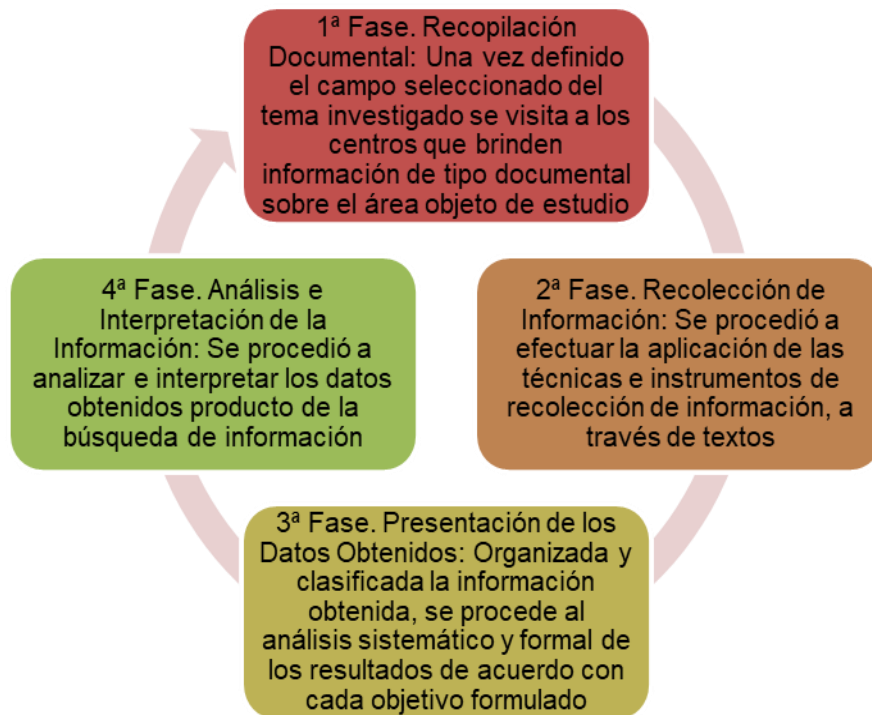 1ª Fase. Recopilación
Documental: Una vez definido
el campo seleccionado del
tema investigado se visita a los
centros que brinden
información de tipo documental
sobre el área objeto de estudio
2ª Fase. Recolección de
Información: Se procedió a
efectuar la aplicación de las
técnicas e instrumentos de
recolección de información, a
través de textos
3ª Fase. Presentación de los
Datos Obtenidos: Organizada y
clasificada la información
obtenida, se procede al
análisis sistemático y formal de
los resultados de acuerdo con
cada objetivo formulado
4ª Fase. Análisis e
Interpretación de la
Información: Se procedió a
analizar e interpretar los datos
obtenidos producto de la
búsqueda de información